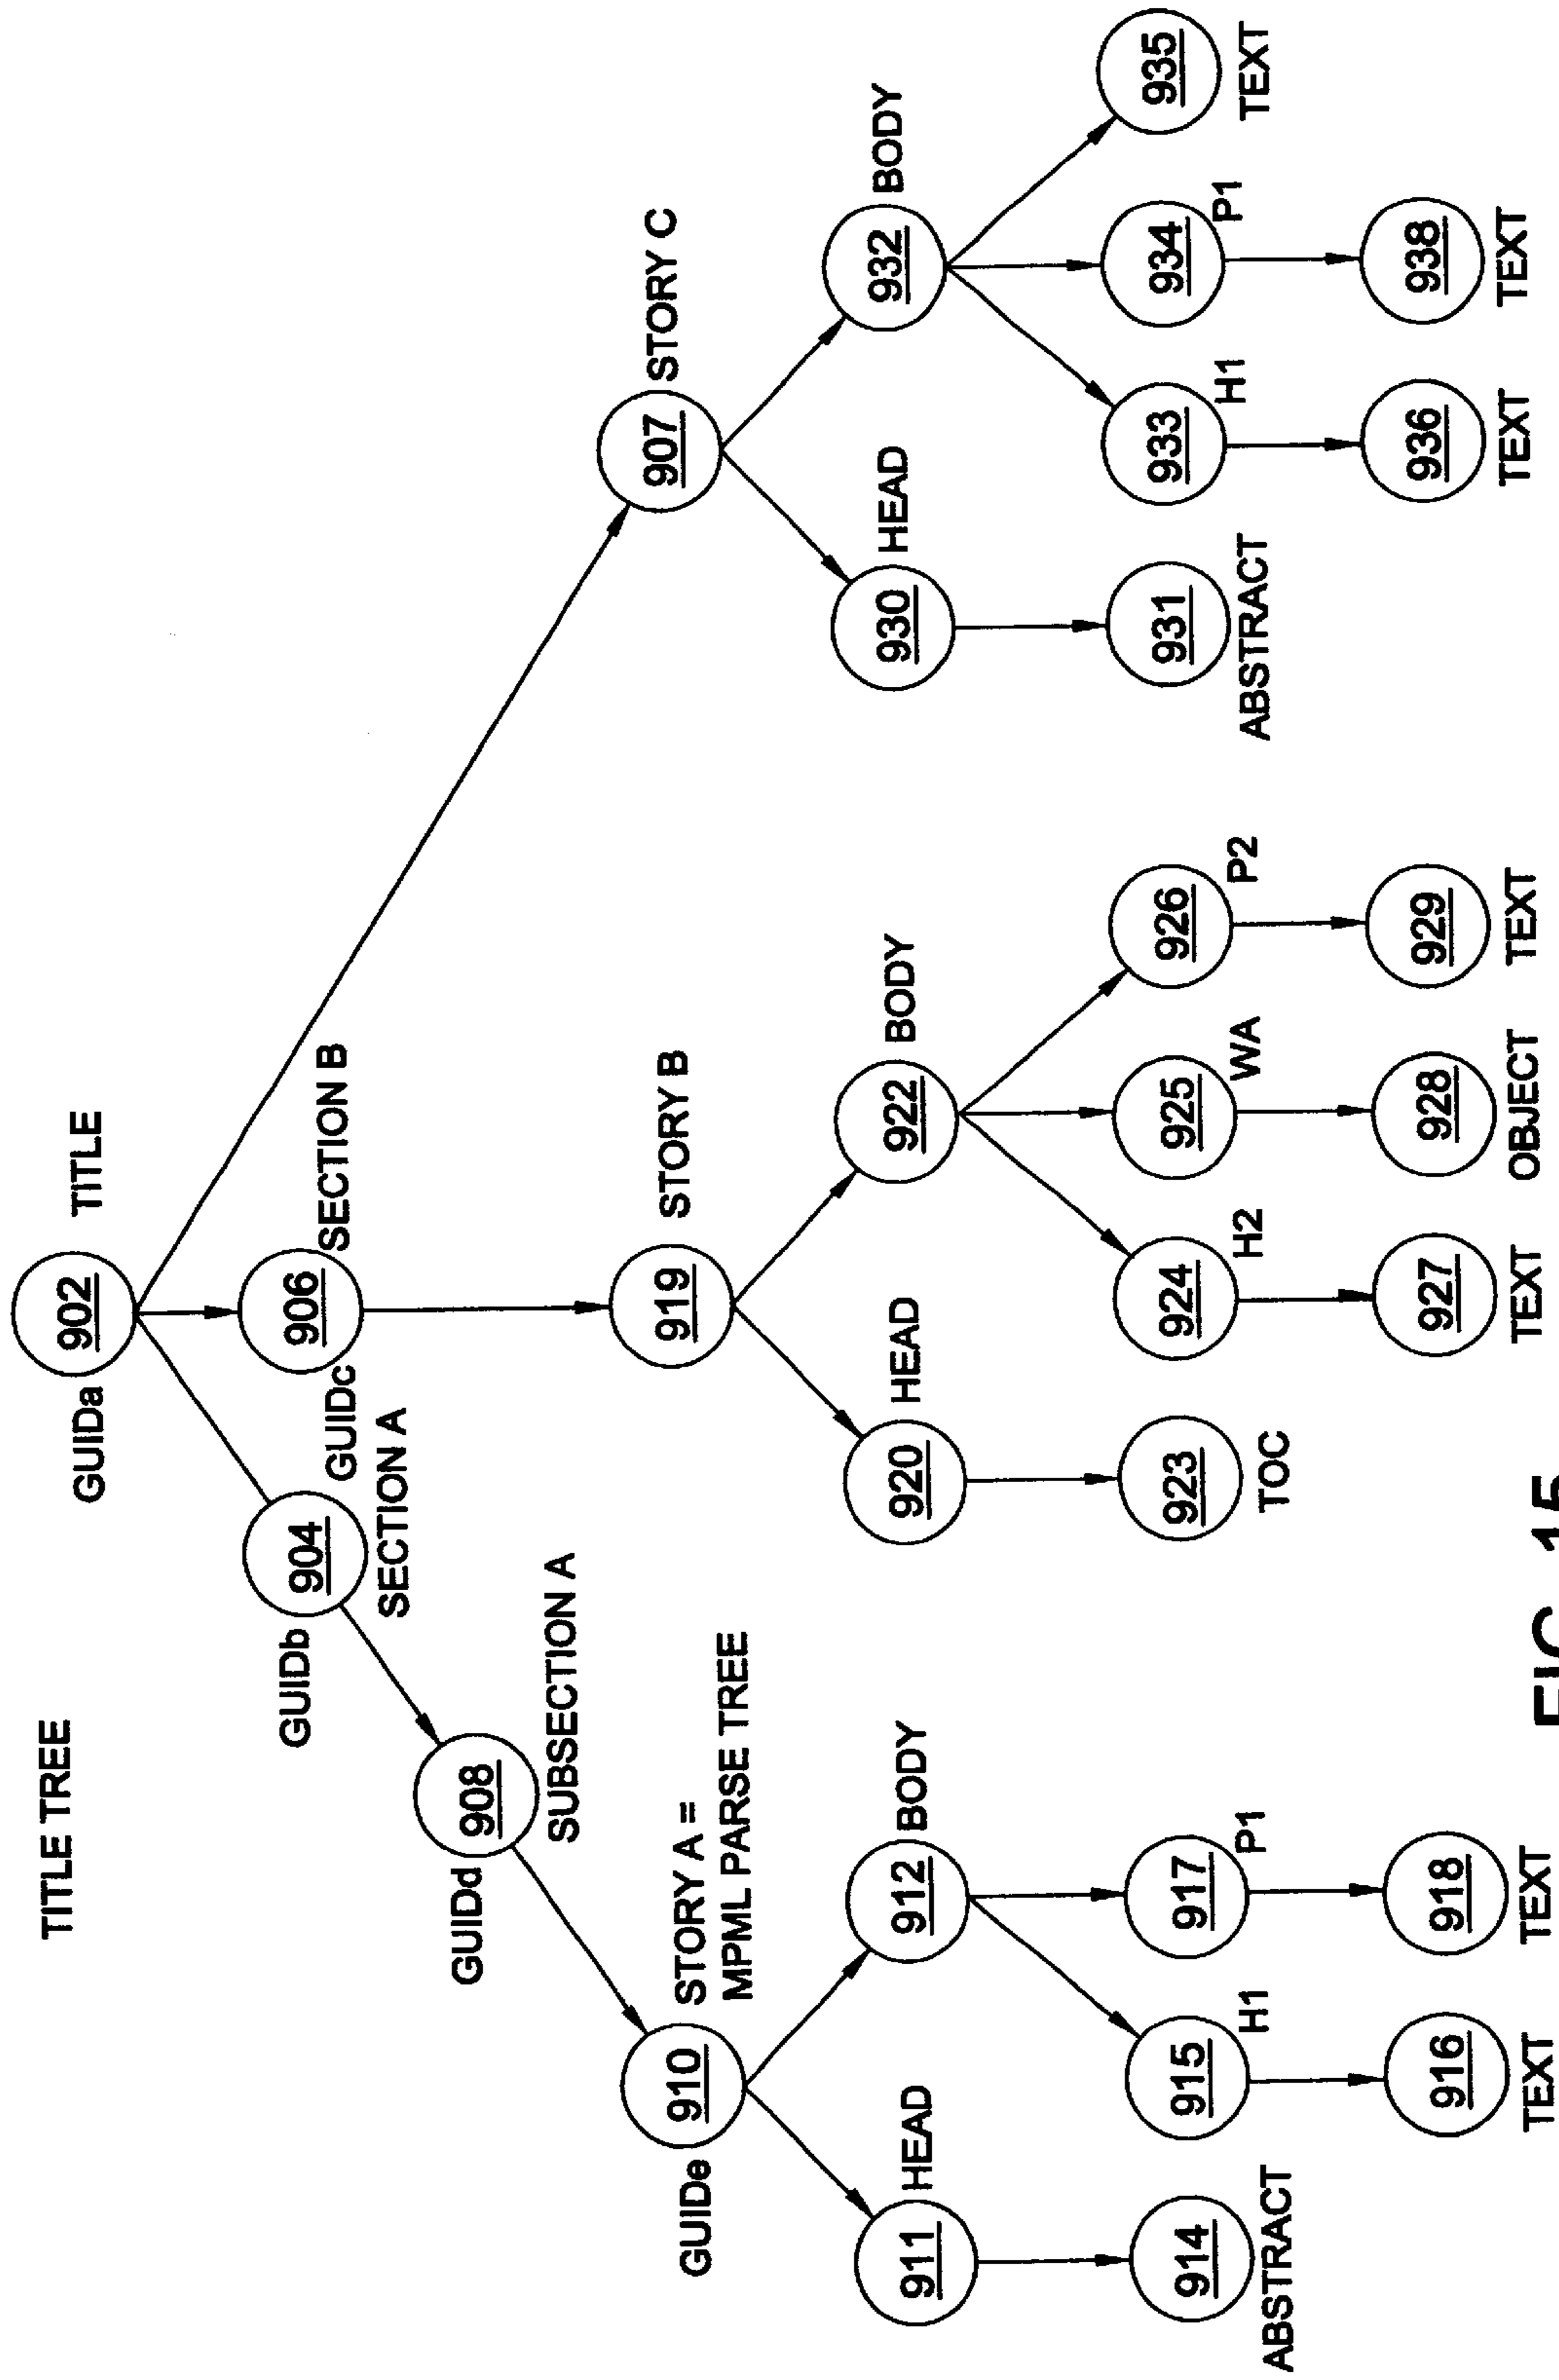 TITLE TREE
GUIDa
902
TITLE
GUIDb
904
SECTION A
GUIDc
906
SECTION B
GUIDd
908
SUBSECTION A
GUIDe
910
STORY A =
MPML PARSE TREE
919
STORY B
907
STORY C
911
HEAD
912
BODY
920
HEAD
922
BODY
930
HEAD
932
BODY
914
ABSTRACT
915
H1
917
P1
923
TOC
924
H2
925
WA
926
P2
931
ABSTRACT
933
H1
934
P1
935
TEXT
916
TEXT
918
TEXT
927
TEXT
928
OBJECT
929
TEXT
936
TEXT
938
TEXT
FIG. 15